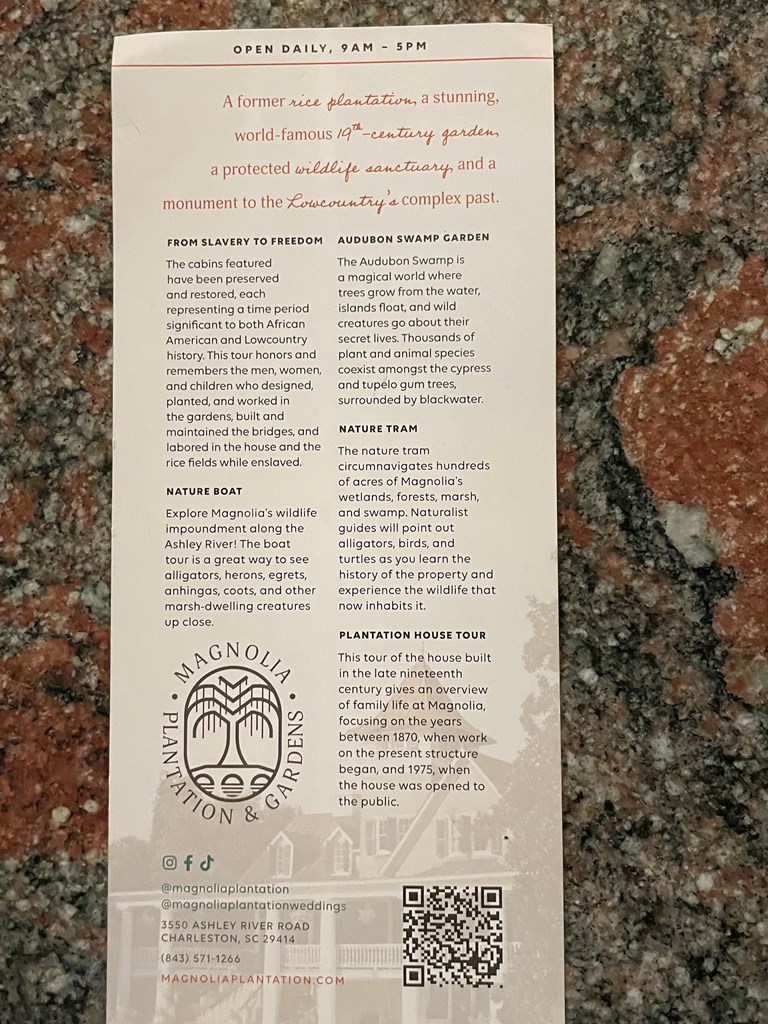 OPEN DAILY, 9AM – 5PM
A former rice plantation, a stunning,
world-famous 19th-century garden,
a protected wildlife sanctuary, and a
monument to the Lowcountry's complex past.
FROM SLAVERY TO FREEDOM
The cabins featured
have been preserved
and restored, each
representing a time period
significant to both African
American and Lowcountry
history. This tour honors and
remembers the men, women,
and children who designed,
planted, and worked in
the gardens, built and
maintained the bridges, and
labored in the house and the
rice fields while enslaved.
NATURE BOAT
Explore Magnolia's wildlife
impoundment along the
Ashley River! The boat
tour is a great way to see
alligators, herons, egrets,
anhingas, coots, and other
marsh-dwelling creatures
up close.
AUDUBON SWAMP GARDEN
The Audubon Swamp is
a magical world where
trees grow from the water,
islands float, and wild
creatures go about their
secret lives. Thousands of
plant and animal species
coexist amongst the cypress
and tupelo gum trees,
surrounded by blackwater.
NATURE TRAM
The nature tram
circumnavigates hundreds
of acres of Magnolia's
wetlands, forests, marsh,
and swamp. Naturalist
guides will point out
alligators, birds, and
turtles as you learn the
history of the property and
experience the wildlife that
now inhabits it.
PLANTATION HOUSE TOUR
This tour of the house built
in the late nineteenth
century gives an overview
of family life at Magnolia,
focusing on the years
between 1870, when work
on the present structure
began, and 1975, when
the house was opened to
the public.
• MAGNOLIA •
PLANTATION & GARDENS
@magnoliaplantation
@magnoliaplantationweddings
3550 ASHLEY RIVER ROAD
CHARLESTON, SC 29414
(843) 571-1266
MAGNOLIAPLANTATION.COM